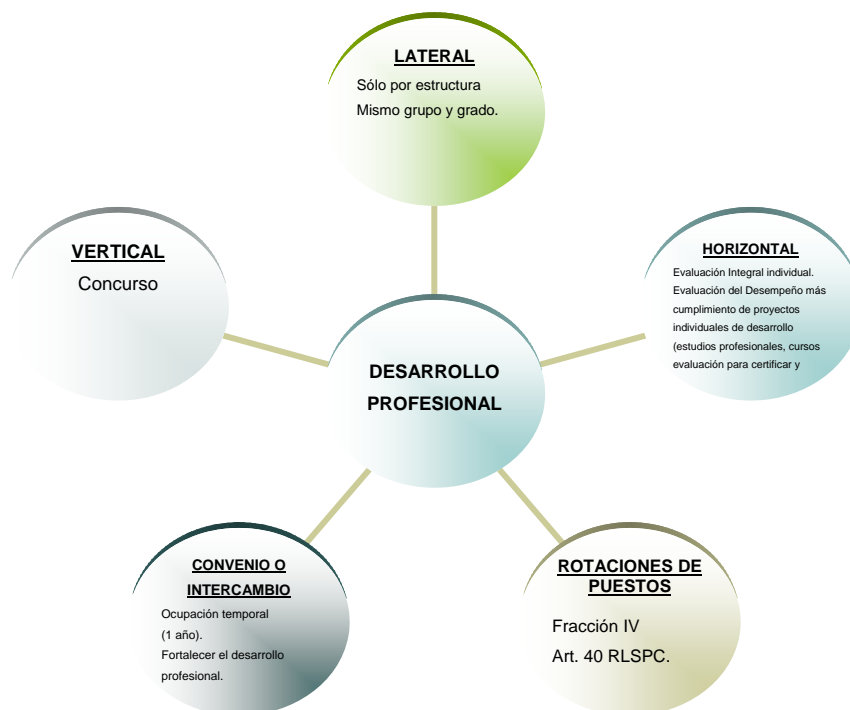 LATERAL
Sólo por estructura
Mismo grupo y grado.
VERTICAL
Concurso
HORIZONTAL
Evaluación Integral individual.
Evaluación del Desempeño más
cumplimiento de proyectos
individuales de desarrollo
(estudios profesionales, cursos
evaluación para certificar y
DESARROLLO
PROFESIONAL
CONVENIO O
INTERCAMBIO
Ocupación temporal
(1 año).
Fortalecer el desarrollo
profesional.
ROTACIONES DE
PUESTOS
Fracción IV
Art. 40 RLSPC.